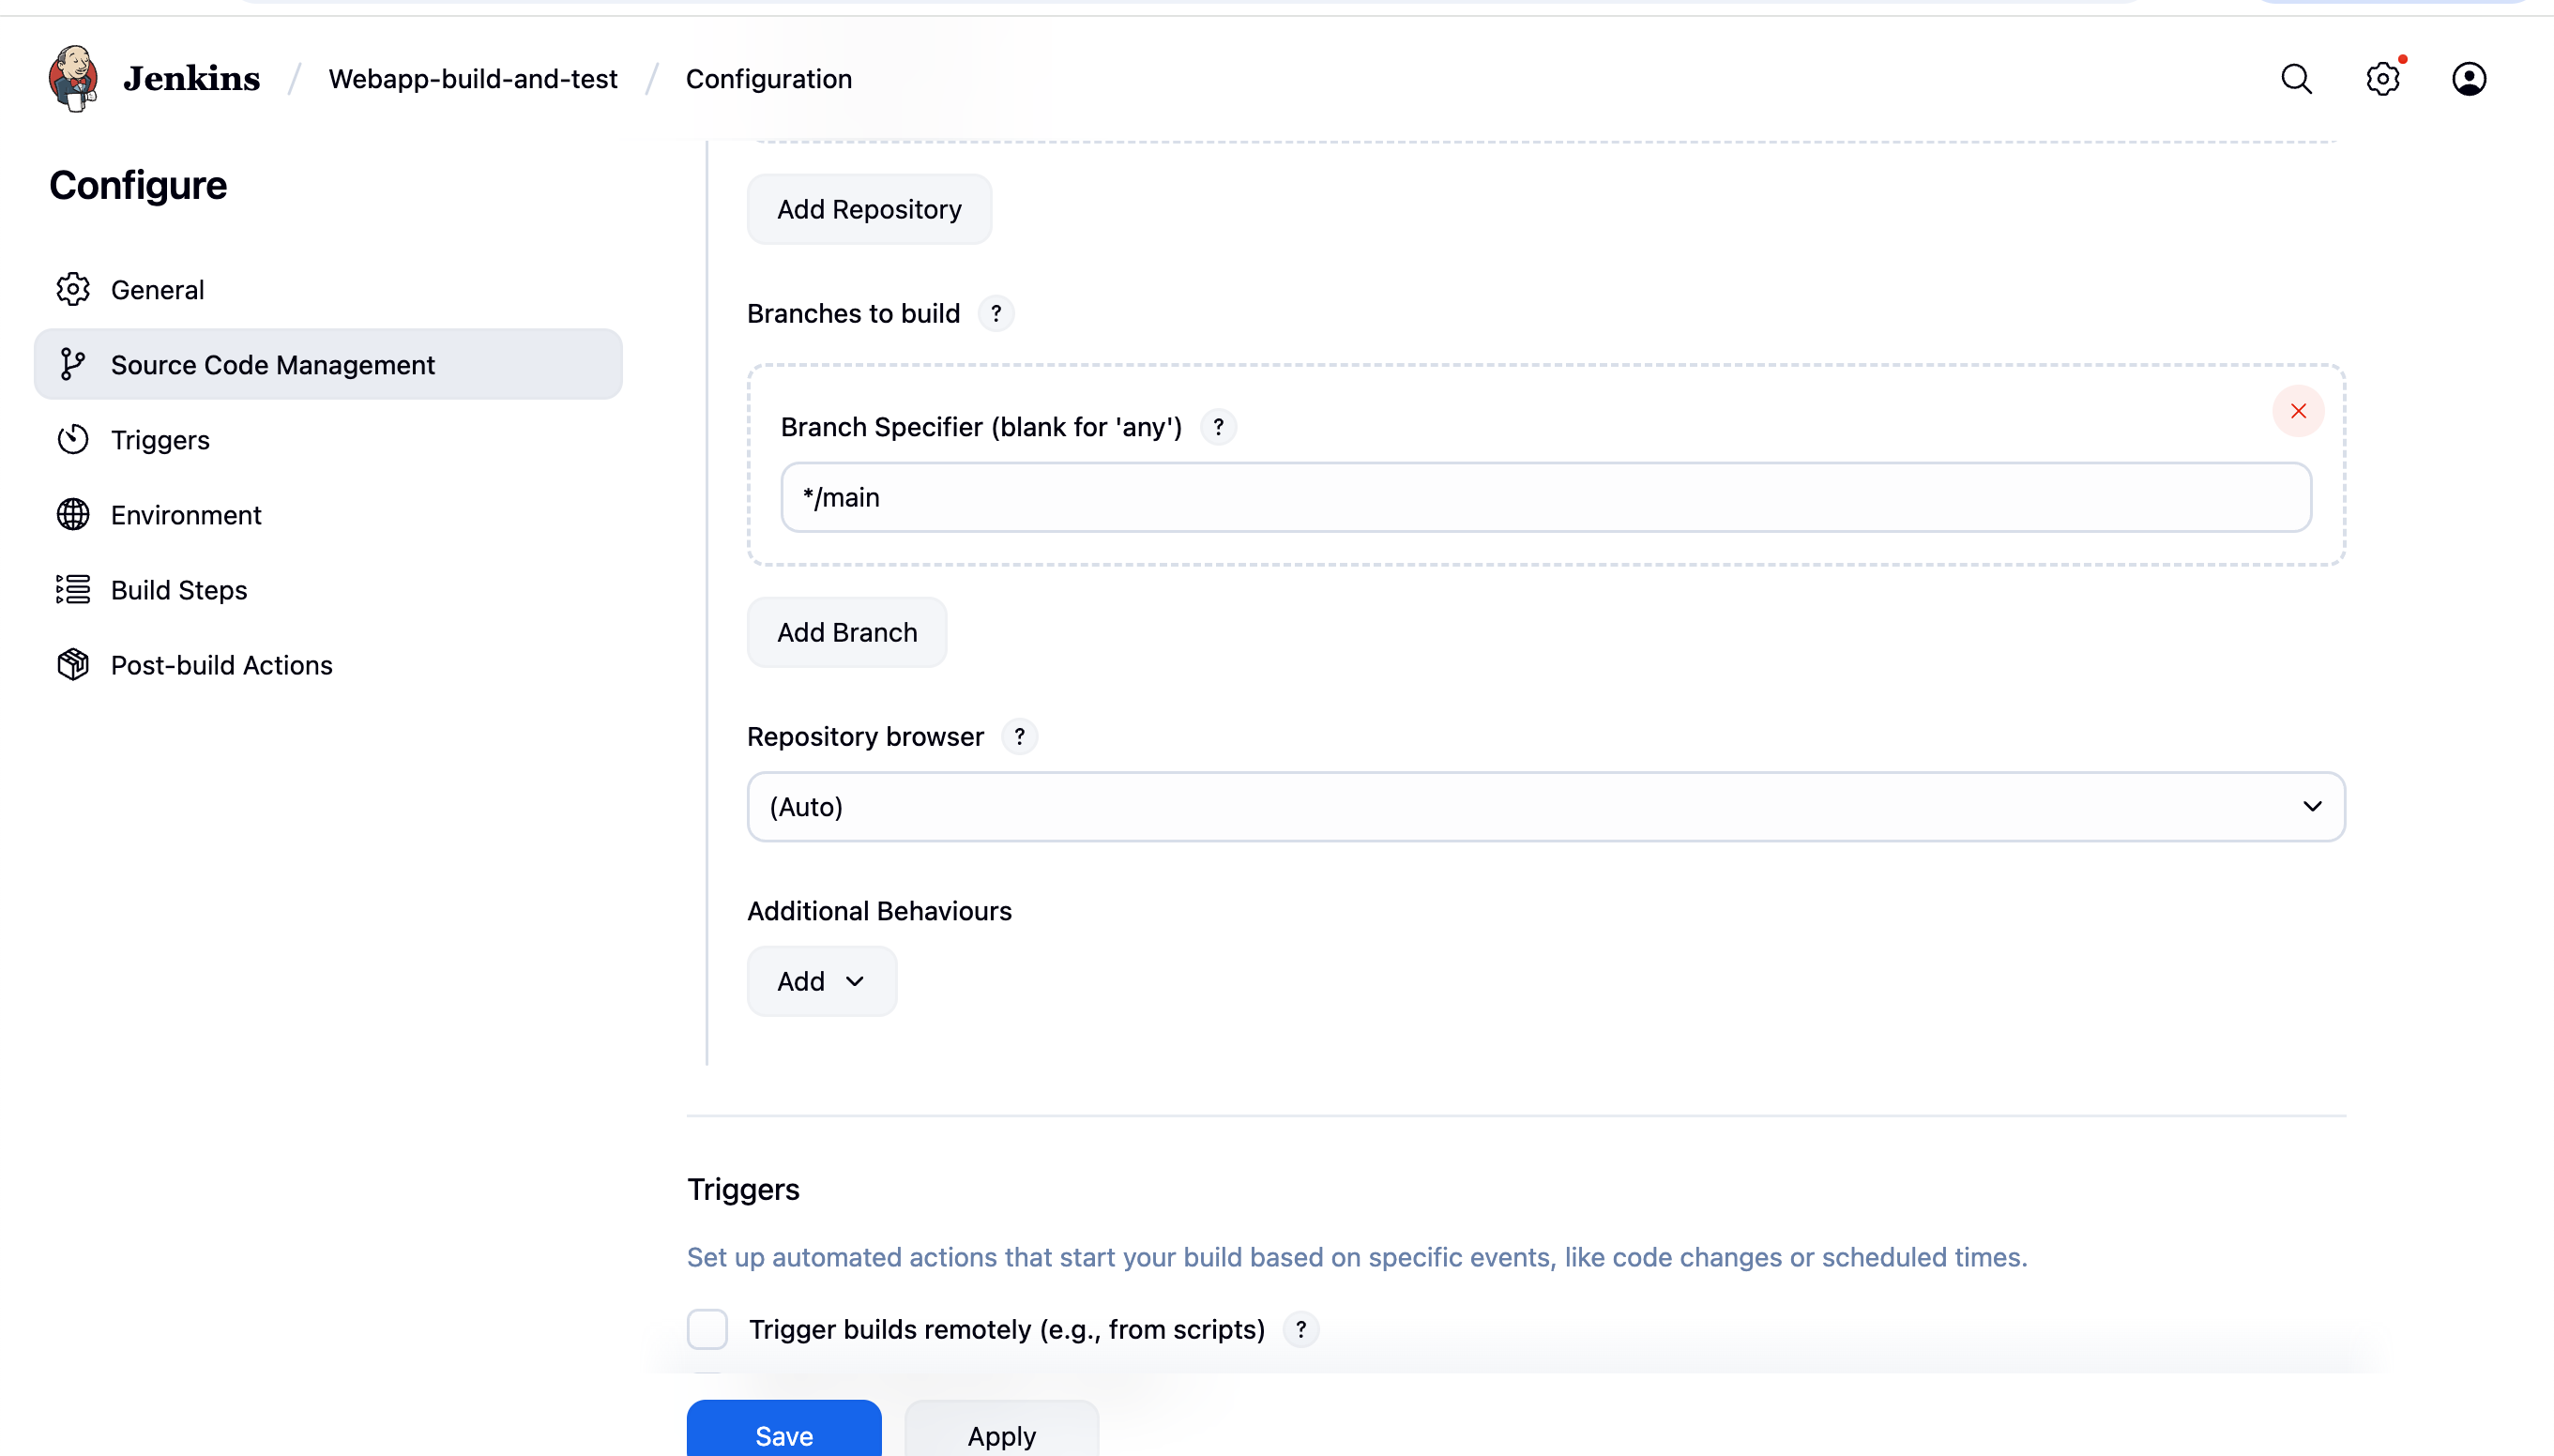 Jenkins / Webapp-build-and-test / Configuration
Configure
General
Source Code Management
Triggers
Environment
Build Steps
Post-build Actions
Add Repository
Branches to build ?
Branch Specifier (blank for 'any') ?
*/main
Add Branch
Repository browser ?
(Auto)
Additional Behaviours
Add
Triggers
Set up automated actions that start your build based on specific events, like code changes or scheduled times.
Trigger builds remotely (e.g., from scripts) ?
Save Apply